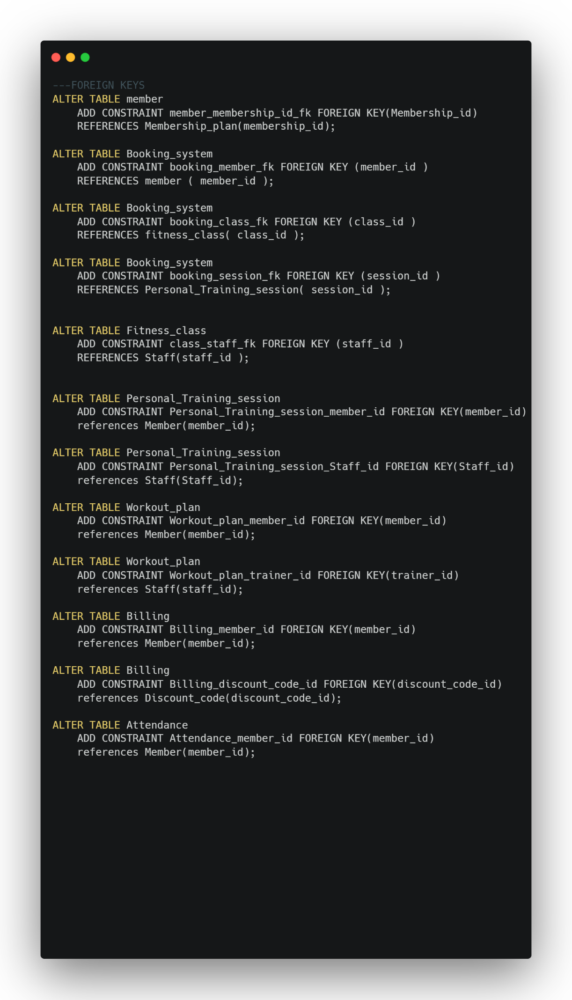 ---FOREIGN KEYS
ALTER TABLE member
    ADD CONSTRAINT member_membership_id_fk FOREIGN KEY(Membership_id)
    REFERENCES Membership_plan(membership_id);
ALTER TABLE Booking_system
    ADD CONSTRAINT booking_member_fk FOREIGN KEY (member_id )
    REFERENCES member ( member_id );
ALTER TABLE Booking_system
    ADD CONSTRAINT booking_class_fk FOREIGN KEY (class_id )
    REFERENCES fitness_class( class_id );
ALTER TABLE Booking_system
    ADD CONSTRAINT booking_session_fk FOREIGN KEY (session_id )
    REFERENCES Personal_Training_session( session_id );
ALTER TABLE Fitness_class
    ADD CONSTRAINT class_staff_fk FOREIGN KEY (staff_id )
    REFERENCES Staff(staff_id );
ALTER TABLE Personal_Training_session
    ADD CONSTRAINT Personal_Training_session_member_id FOREIGN KEY(member_id)
    references Member(member_id);
ALTER TABLE Personal_Training_session
    ADD CONSTRAINT Personal_Training_session_Staff_id FOREIGN KEY(Staff_id)
    references Staff(Staff_id);
ALTER TABLE Workout_plan
    ADD CONSTRAINT Workout_plan_member_id FOREIGN KEY(member_id)
    references Member(member_id);
ALTER TABLE Workout_plan
    ADD CONSTRAINT Workout_plan_trainer_id FOREIGN KEY(trainer_id)
    references Staff(staff_id);
ALTER TABLE Billing
    ADD CONSTRAINT Billing_member_id FOREIGN KEY(member_id)
    references Member(member_id);
ALTER TABLE Billing
    ADD CONSTRAINT Billing_discount_code_id FOREIGN KEY(discount_code_id)
    references Discount_code(discount_code_id);
ALTER TABLE Attendance
    ADD CONSTRAINT Attendance_member_id FOREIGN KEY(member_id)
    references Member(member_id);